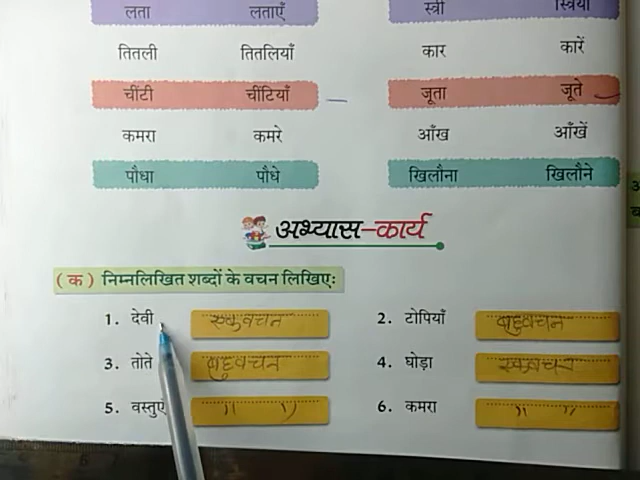 लता लताएँ स्त्री स्त्रियाँ
तितली तितलियाँ कार कारें
चींटी चींटियाँ जूता जूते
कमरा कमरे आँख आँखें
पौधा पौधे खिलौना खिलौने
अभ्यास-कार्य
(क) निम्नलिखित शब्दों के वचन लिखिए:
1. देवी एकवचन 2. टोपियाँ बहुवचन
3. तोते बहुवचन 4. घोड़ा एकवचन
5. वस्तुएँ " " 6. कमरा " "